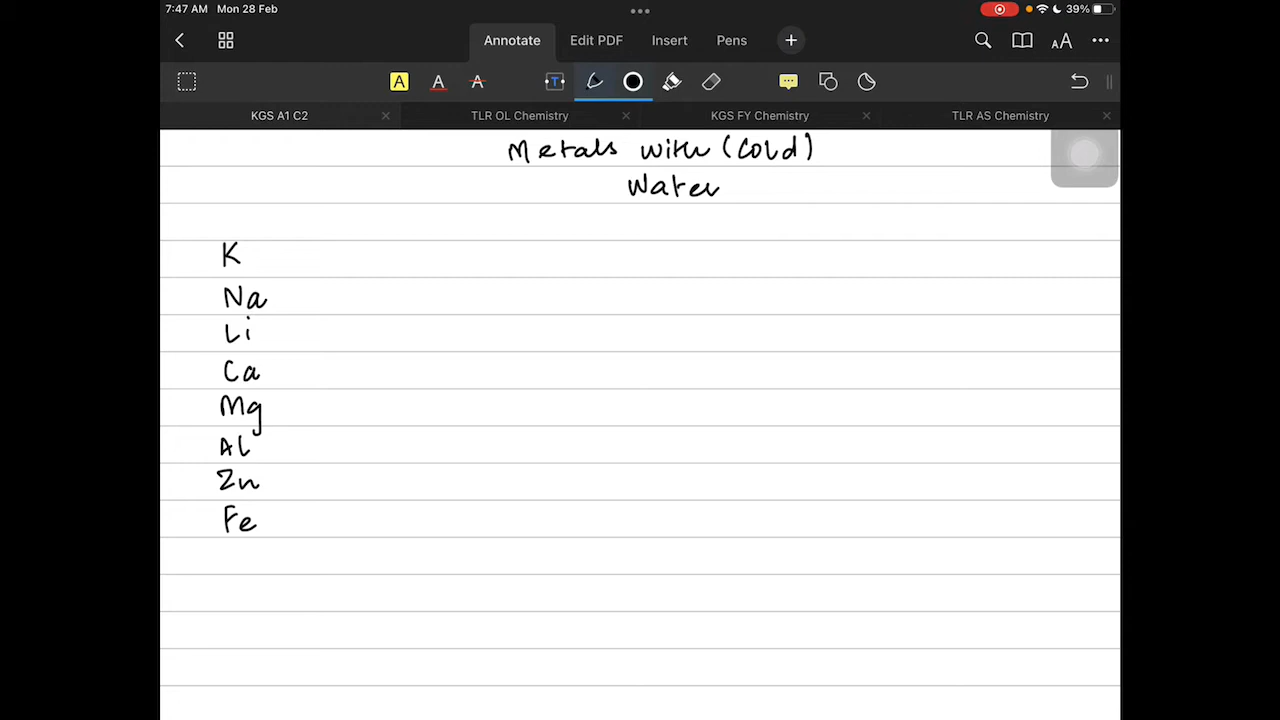 7:47 AM Mon 28 Feb
39%
Annotate Edit PDF Insert Pens
KGS A1 C2 TLR OL Chemistry KGS FY Chemistry TLR AS Chemistry
Metals with (Cold)
Water
K
Na
Li
Ca
Mg
Al
Zn
Fe